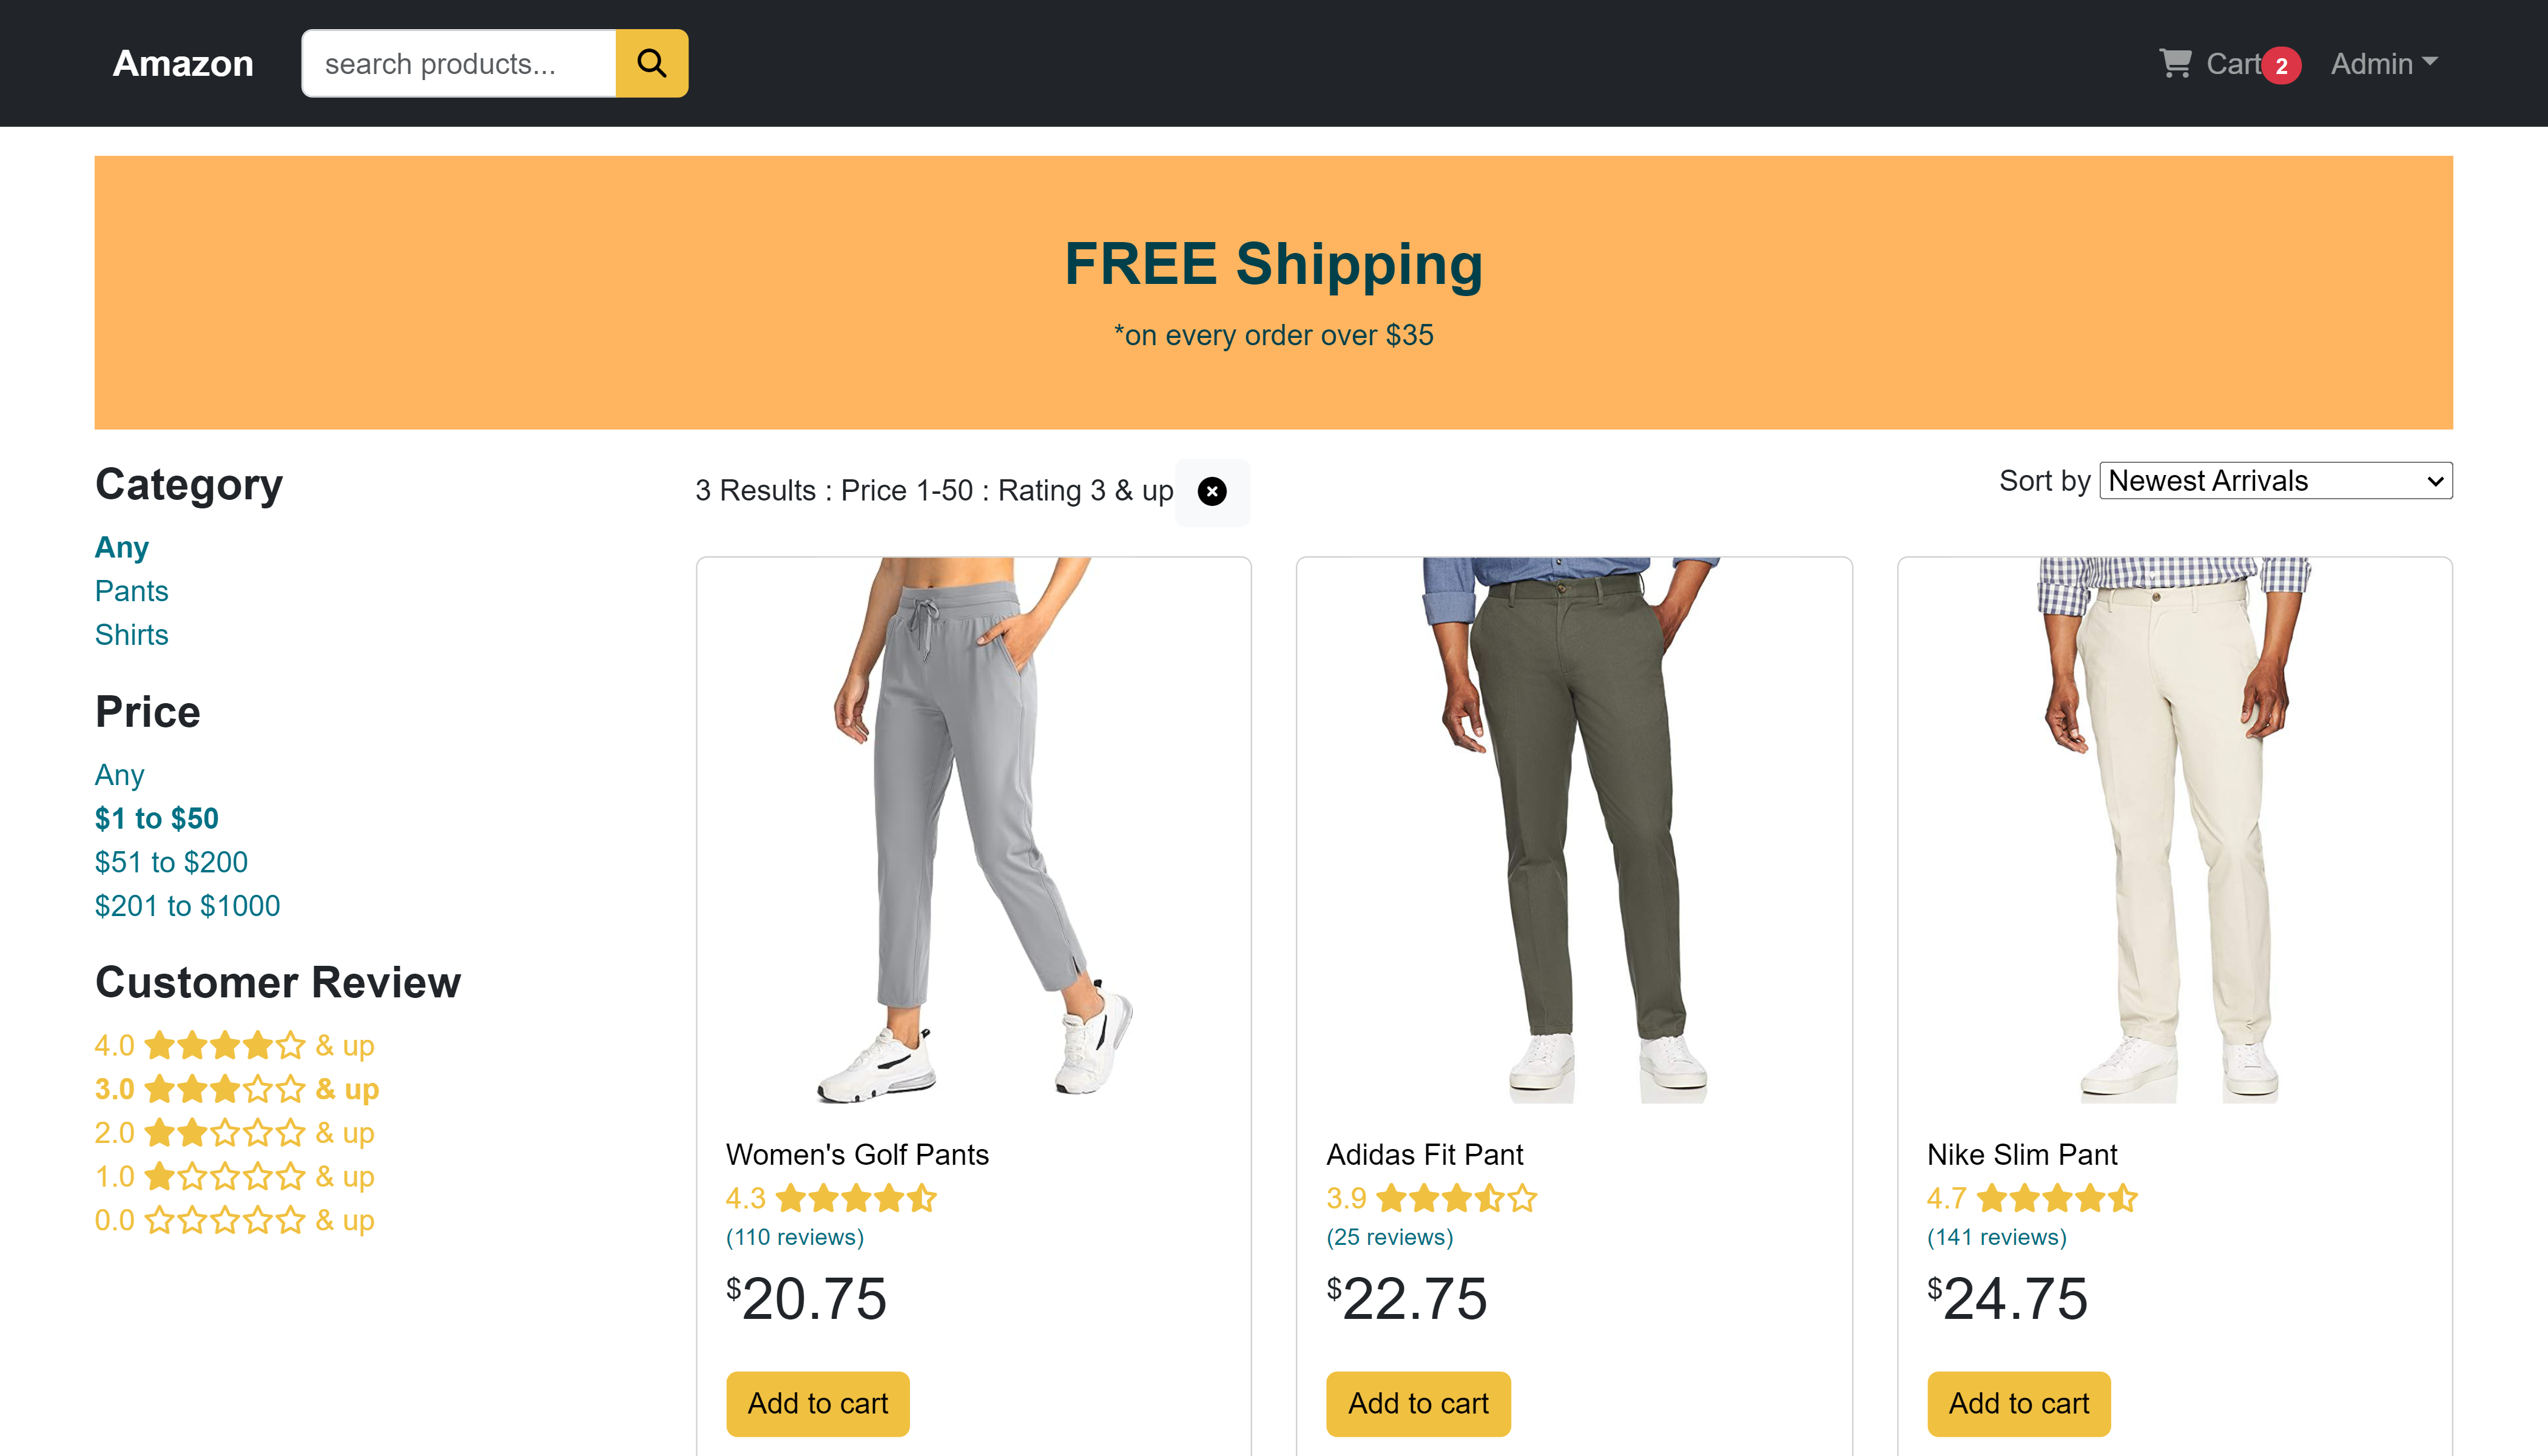 Amazon
search products...
Cart 2
Admin
FREE Shipping
*on every order over $35
Category
Any
Pants
Shirts
Price
Any
$1 to $50
$51 to $200
$201 to $1000
Customer Review
4.0 & up
3.0 & up
2.0 & up
1.0 & up
0.0 & up
3 Results : Price 1-50 : Rating 3 & up
Sort by Newest Arrivals
Women's Golf Pants
4.3
(110 reviews)
$20.75
Add to cart
Adidas Fit Pant
3.9
(25 reviews)
$22.75
Add to cart
Nike Slim Pant
4.7
(141 reviews)
$24.75
Add to cart